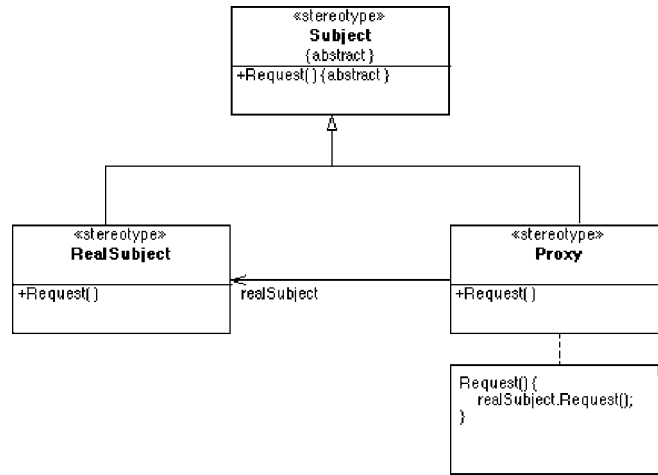 «stereotype»
Subject
{abstract}
+Request() {abstract}
«stereotype»
RealSubject
+Request()
realSubject
«stereotype»
Proxy
+Request()
Request() {
realSubject.Request();
}